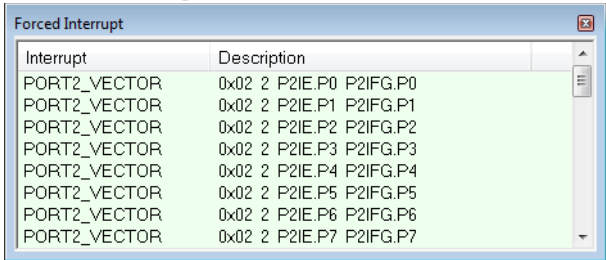 Forced Interrupt
Interrupt Description
PORT2_VECTOR 0x02 2 P2IE.P0 P2IFG.P0
PORT2_VECTOR 0x02 2 P2IE.P1 P2IFG.P1
PORT2_VECTOR 0x02 2 P2IE.P2 P2IFG.P2
PORT2_VECTOR 0x02 2 P2IE.P3 P2IFG.P3
PORT2_VECTOR 0x02 2 P2IE.P4 P2IFG.P4
PORT2_VECTOR 0x02 2 P2IE.P5 P2IFG.P5
PORT2_VECTOR 0x02 2 P2IE.P6 P2IFG.P6
PORT2_VECTOR 0x02 2 P2IE.P7 P2IFG.P7